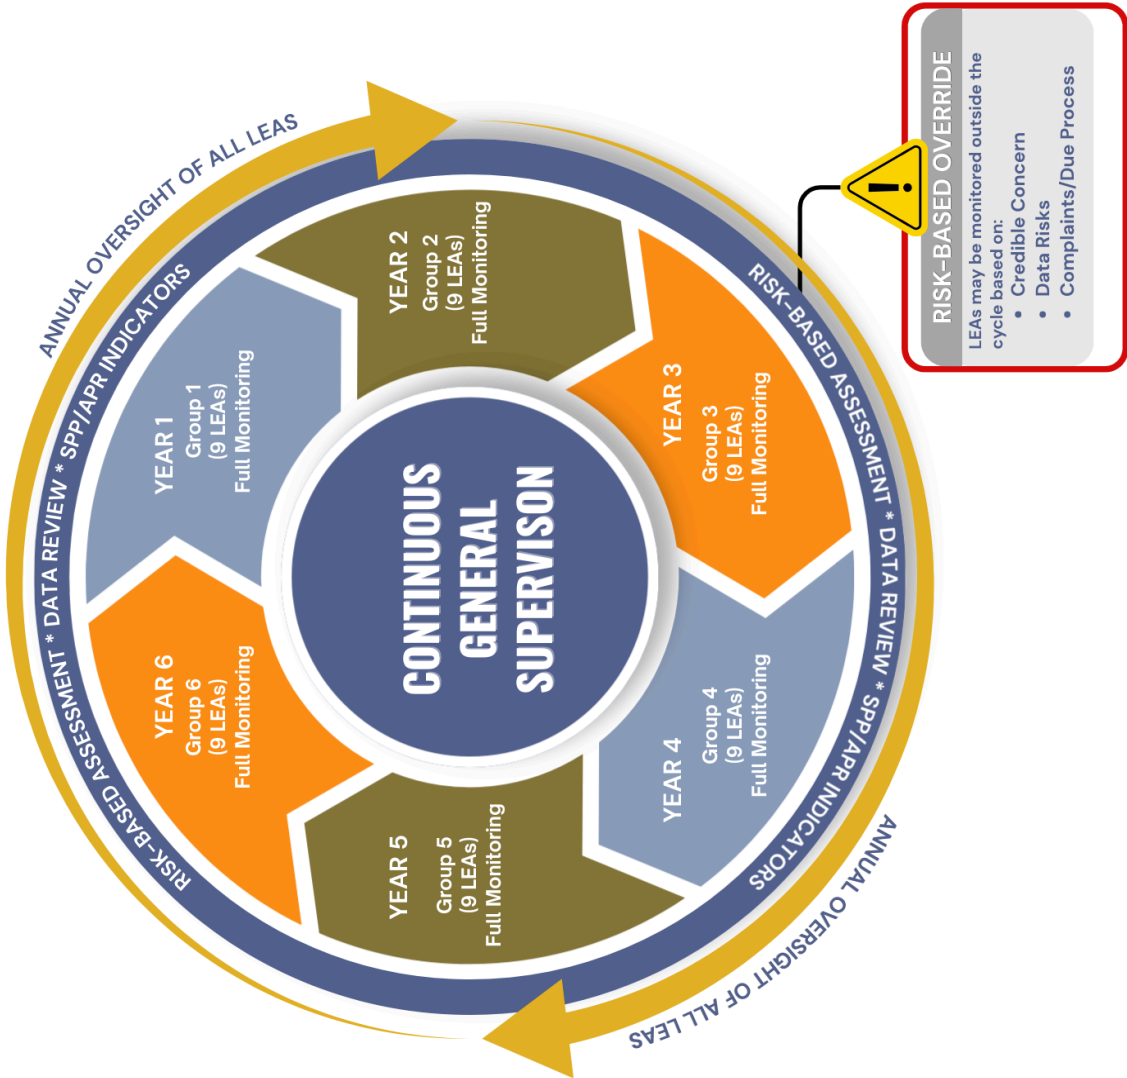 ANNUAL OVERSIGHT OF ALL LEAS
RISK-BASED ASSESSMENT * DATA REVIEW * SPP/APR INDICATORS
YEAR 1
Group 1
(9 LEAs)
Full Monitoring
YEAR 2
Group 2
(9 LEAs)
Full Monitoring
YEAR 3
Group 3
(9 LEAs)
Full Monitoring
YEAR 4
Group 4
(9 LEAs)
Full Monitoring
YEAR 5
Group 5
(9 LEAs)
Full Monitoring
YEAR 6
Group 6
(9 LEAs)
Full Monitoring
CONTINUOUS
GENERAL
SUPERVISON
RISK-BASED ASSESSMENT * DATA REVIEW * SPP/APR INDICATORS
ANNUAL OVERSIGHT OF ALL LEAS
RISK-BASED OVERRIDE
LEAs may be monitored outside the
cycle based on:
• Credible Concern
• Data Risks
• Complaints/Due Process